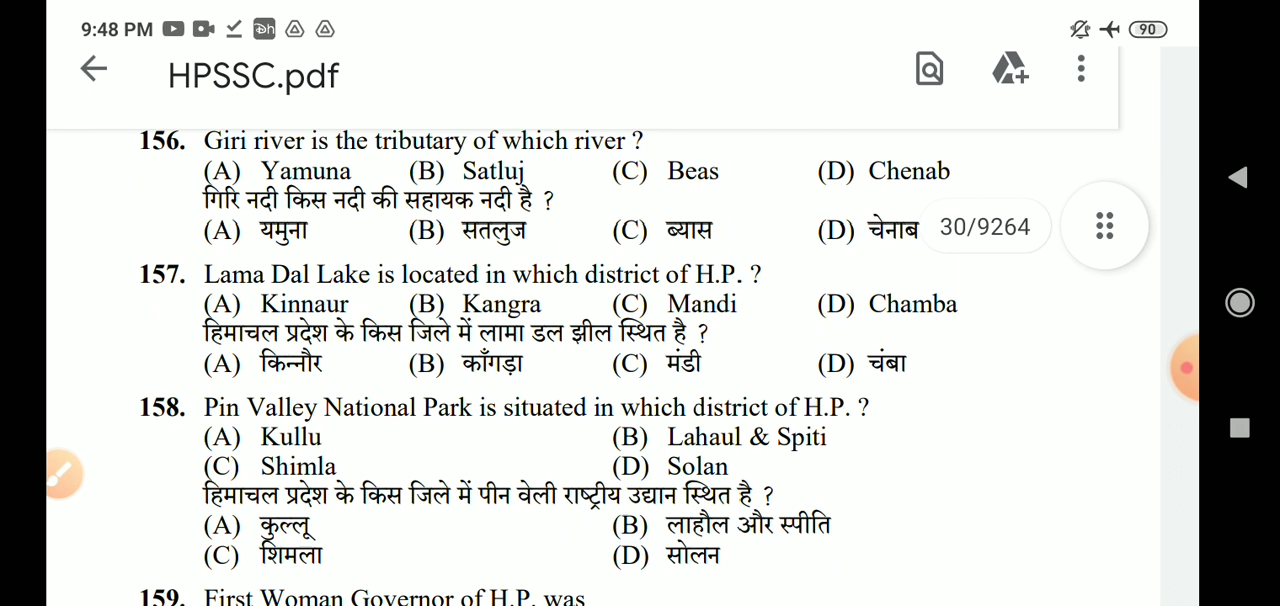 9:48 PM Dh 90
HPSSC.pdf
156. Giri river is the tributary of which river ?
(A) Yamuna (B) Satluj (C) Beas (D) Chenab
गिरि नदी किस नदी की सहायक नदी है ?
(A) यमुना (B) सतलुज (C) ब्यास (D) चेनाब 30/9264
157. Lama Dal Lake is located in which district of H.P. ?
(A) Kinnaur (B) Kangra (C) Mandi (D) Chamba
हिमाचल प्रदेश के किस जिले में लामा डल झील स्थित है ?
(A) किन्नौर (B) काँगड़ा (C) मंडी (D) चंबा
158. Pin Valley National Park is situated in which district of H.P. ?
(A) Kullu (B) Lahaul & Spiti
(C) Shimla (D) Solan
हिमाचल प्रदेश के किस जिले में पीन वेली राष्ट्रीय उद्यान स्थित है ?
(A) कुल्लू (B) लाहौल और स्पीति
(C) शिमला (D) सोलन
159. First Woman Governor of H.P. was